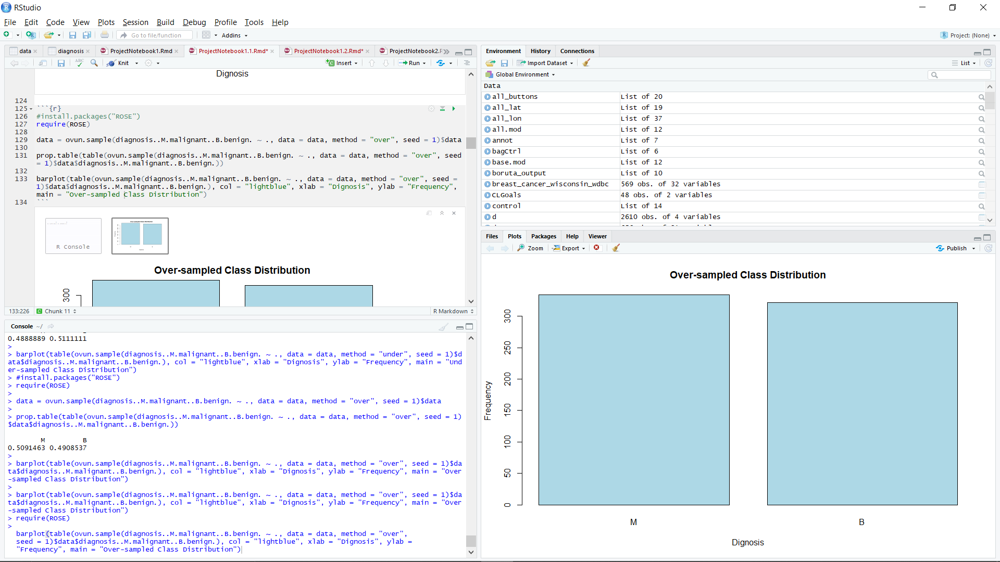 RStudio
File Edit Code View Plots Session Build Debug Profile Tools Help
Go to file/function Addins Project: (None)
data diagnosis ProjectNotebook1.Rmd ProjectNotebook1.1.Rmd* ProjectNotebook1.2.Rmd* ProjectNotebook2.F
ABC Knit Insert Run
Dignosis
124
125 ```{r}
126 #install.packages("ROSE")
127 require(ROSE)
128
129 data = ovun.sample(diagnosis..M.malignant..B.benign. ~ ., data = data, method = "over", seed = 1)$data
130
131 prop.table(table(ovun.sample(diagnosis..M.malignant..B.benign. ~ ., data = data, method = "over", seed
= 1)$data$diagnosis..M.malignant..B.benign.))
132
133 barplot(table(ovun.sample(diagnosis..M.malignant..B.benign. ~ ., data = data, method = "over", seed =
1)$data$diagnosis..M.malignant..B.benign.), col = "lightblue", xlab = "Dignosis", ylab = "Frequency",
main = "Over-sampled Class Distribution")
134 ```
R Console
Over-sampled Class Distribution
300
133:226 Chunk 11 R Markdown
Console ~/
0.4888889 0.5111111
>
> barplot(table(ovun.sample(diagnosis..M.malignant..B.benign. ~ ., data = data, method = "under", seed = 1)$d
ata$diagnosis..M.malignant..B.benign.), col = "lightblue", xlab = "Dignosis", ylab = "Frequency", main = "Und
er-sampled Class Distribution")
> #install.packages("ROSE")
> require(ROSE)
>
> data = ovun.sample(diagnosis..M.malignant..B.benign. ~ ., data = data, method = "over", seed = 1)$data
>
> prop.table(table(ovun.sample(diagnosis..M.malignant..B.benign. ~ ., data = data, method = "over", seed = 1)
$data$diagnosis..M.malignant..B.benign.))
M B
0.5091463 0.4908537
>
> barplot(table(ovun.sample(diagnosis..M.malignant..B.benign. ~ ., data = data, method = "over", seed = 1)$da
ta$diagnosis..M.malignant..B.benign.), col = "lightblue", xlab = "Dignosis", ylab = "Frequency", main = "Over
-sampled Class Distribution")
>
> barplot(table(ovun.sample(diagnosis..M.malignant..B.benign. ~ ., data = data, method = "over", seed = 1)$da
ta$diagnosis..M.malignant..B.benign.), col = "lightblue", xlab = "Dignosis", ylab = "Frequency", main = "Over
-sampled Class Distribution")
> require(ROSE)
>
barplot(table(ovun.sample(diagnosis..M.malignant..B.benign. ~ ., data = data, method = "over",
seed = 1)$data$diagnosis..M.malignant..B.benign.), col = "lightblue", xlab = "Dignosis", ylab =
"Frequency", main = "Over-sampled Class Distribution")
Environment History Connections
Import Dataset List
Global Environment
Data
all_buttons List of 20
all_lat List of 19
all_lon List of 37
all.mod List of 12
annot List of 7
bagCtrl List of 6
base.mod List of 12
boruta_output List of 10
breast_cancer_wisconsin_wdbc 569 obs. of 32 variables
CLGoals 48 obs. of 2 variables
control List of 14
d 2610 obs. of 4 variables
Files Plots Packages Help Viewer
Zoom Export Publish
Over-sampled Class Distribution
Frequency
300
250
200
150
100
50
0
M B
Dignosis